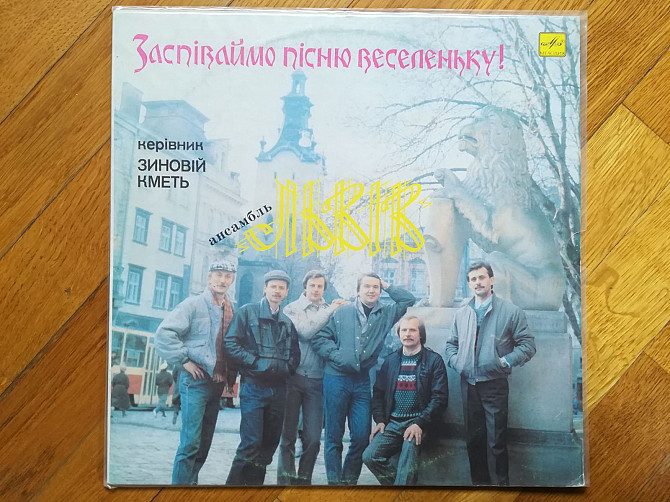 Заспіваймо пісню веселеньку!
керівник
ЗИНОВІЙ
КМЕТЬ
ансамбль
ЛЬВІВ